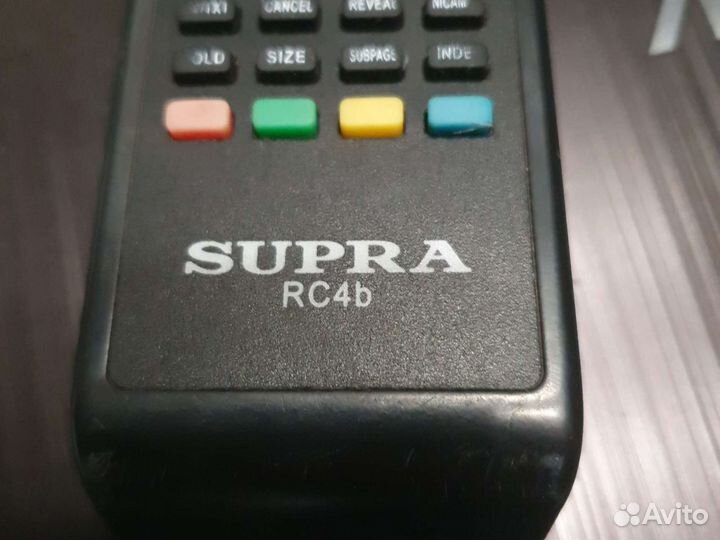 CANCEL REVEAL NICAM
OLD SIZE SUBPAGE INDE
SUPRA
RC4b
Avito